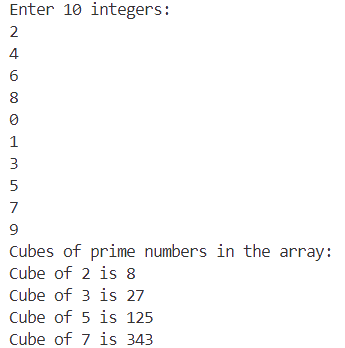 Enter 10 integers:
2
4
6
8
0
1
3
5
7
9
Cubes of prime numbers in the array:
Cube of 2 is 8
Cube of 3 is 27
Cube of 5 is 125
Cube of 7 is 343